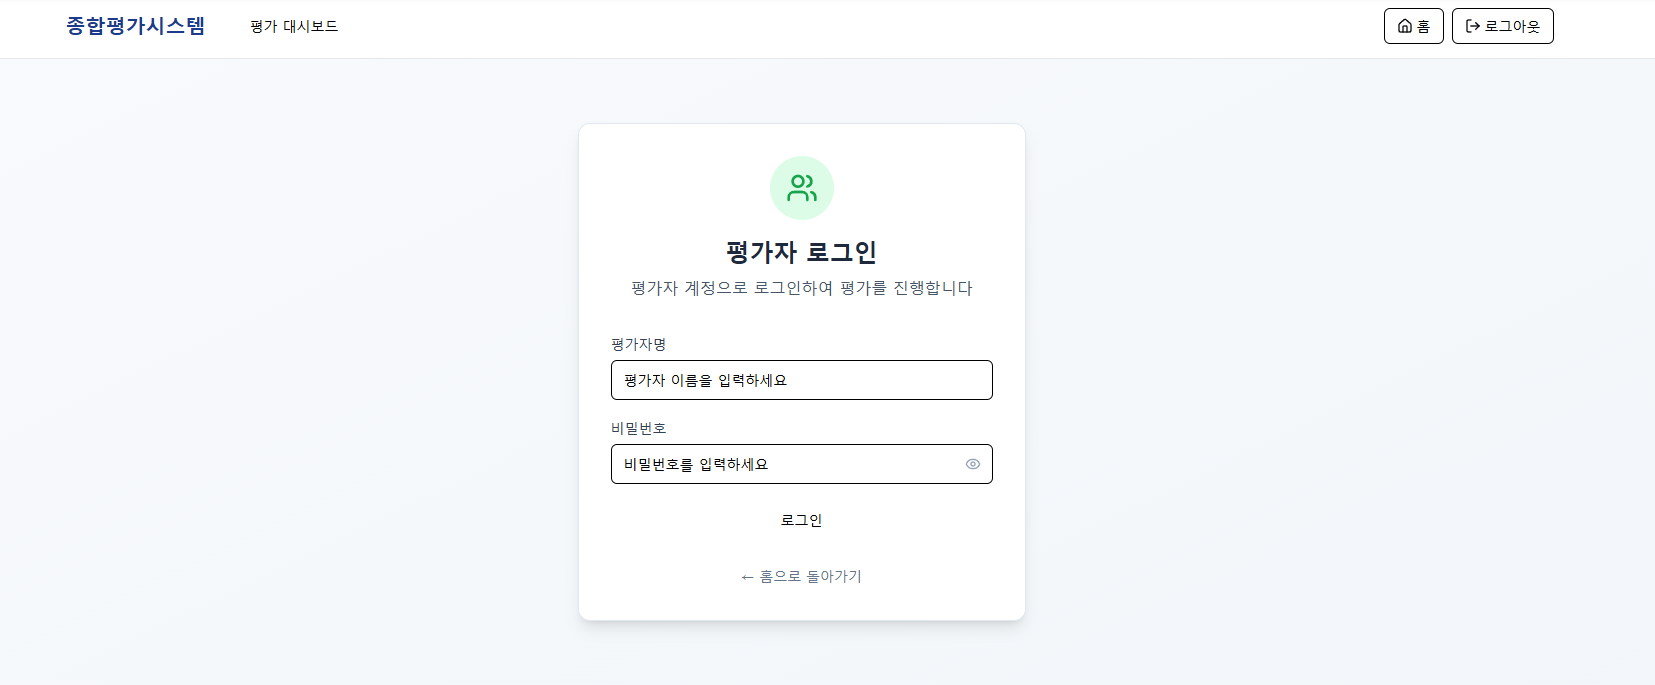 종합평가시스템
평가 대시보드
홈
로그아웃
평가자 로그인
평가자 계정으로 로그인하여 평가를 진행합니다
평가자명
평가자 이름을 입력하세요
비밀번호
비밀번호를 입력하세요
로그인
← 홈으로 돌아가기